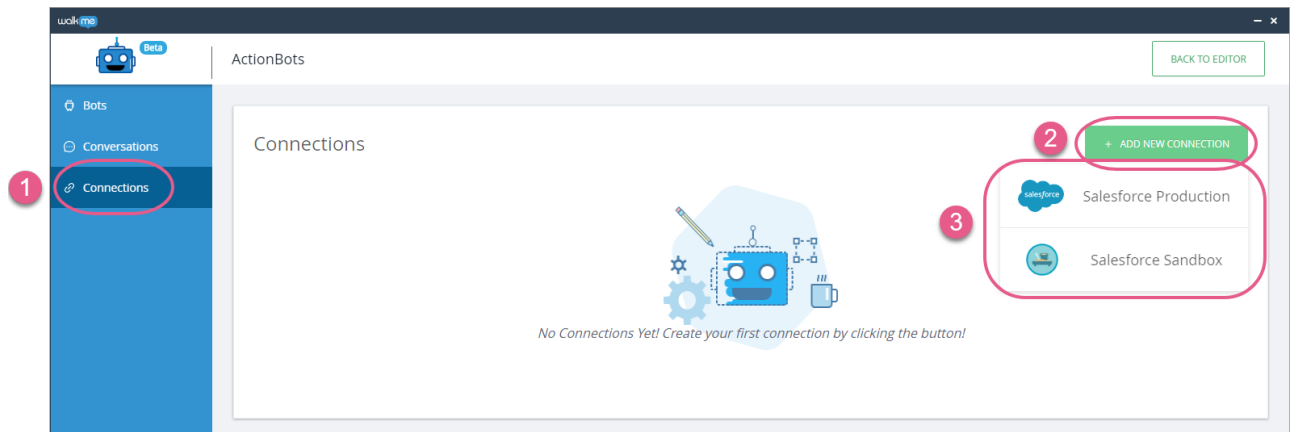 walkme
Beta
ActionBots
BACK TO EDITOR
Bots
Conversations
1
Connections
Connections
2
+ ADD NEW CONNECTION
3
salesforce
Salesforce Production
Salesforce Sandbox
No Connections Yet! Create your first connection by clicking the button!